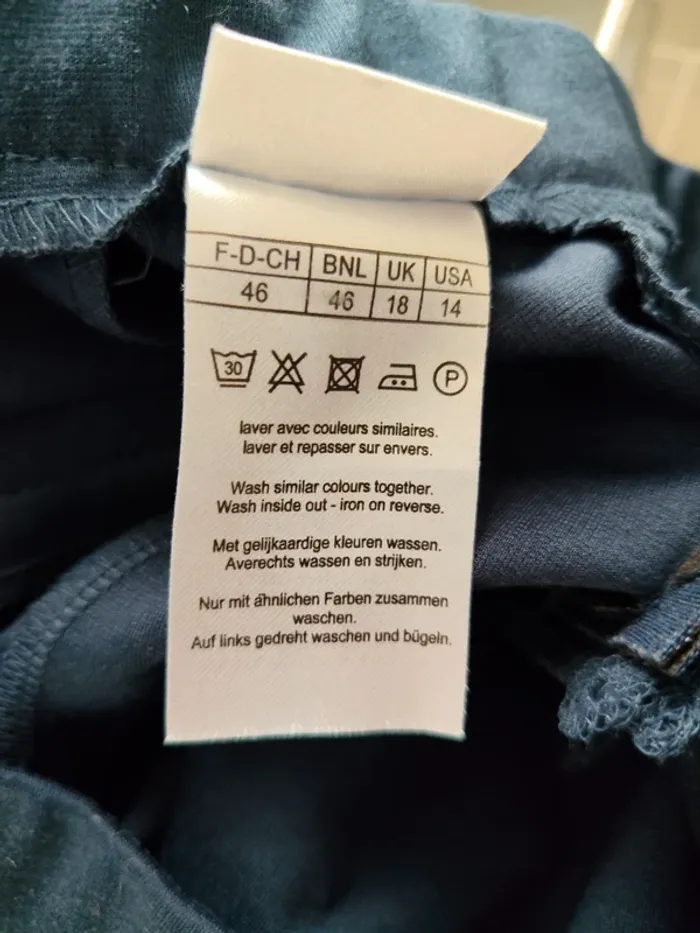 F-D-CH BNL UK USA
46 46 18 14
30 P
laver avec couleurs similaires.
laver et repasser sur envers.
Wash similar colours together.
Wash inside out - iron on reverse.
Met gelijkaardige kleuren wassen.
Averechts wassen en strijken.
Nur mit ähnlichen Farben zusammen
waschen.
Auf links gedreht waschen und bügeln.